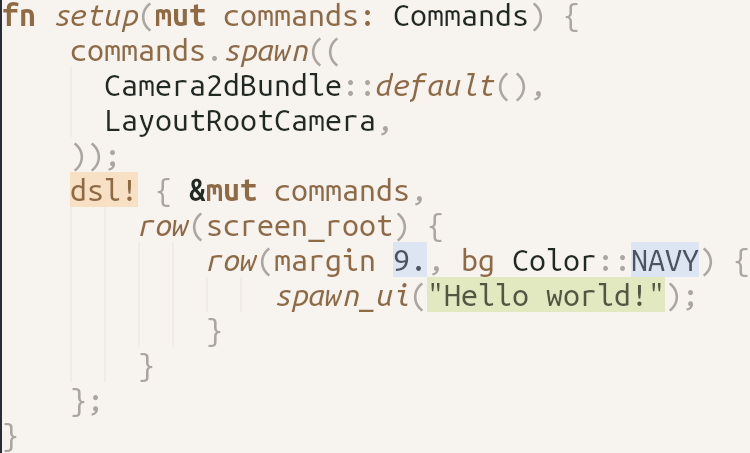 fn setup(mut commands: Commands) {
    commands.spawn((
      Camera2dBundle::default(),
      LayoutRootCamera,
    ));
    dsl! { &mut commands,
        row(screen_root) {
            row(margin 9., bg Color::NAVY) {
                spawn_ui("Hello world!");
            }
        }
    };
}